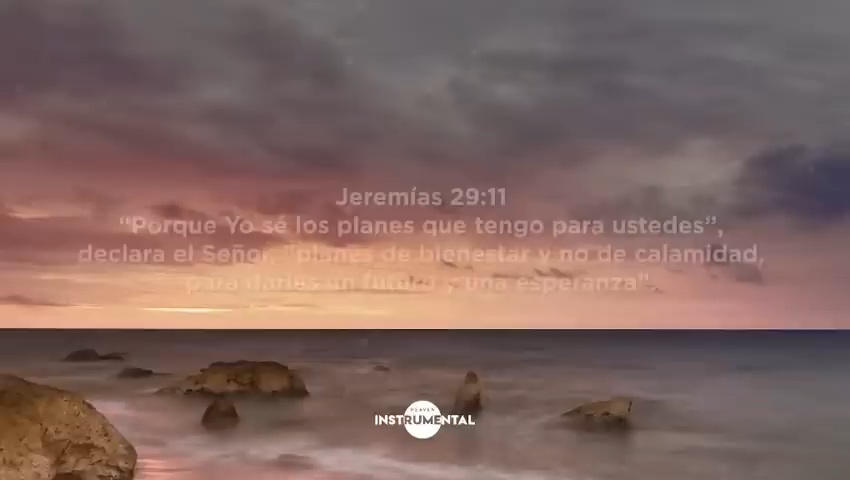 Jeremías 29:11
“Porque Yo sé los planes que tengo para ustedes”,
declara el Señor, “planes de bienestar y no de calamidad,
para darles un futuro y una esperanza”.
HEAVEN
INSTRUMENTAL